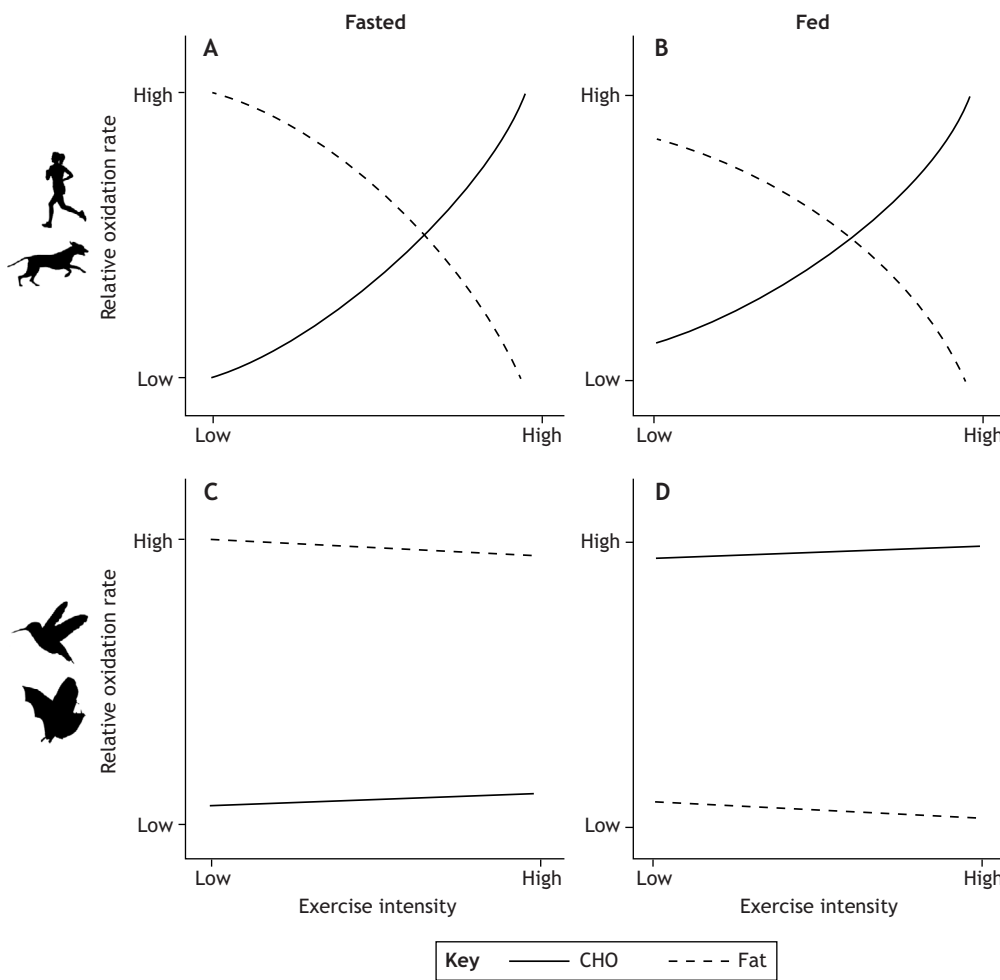 Fasted
Fed
A
B
High
High
Relative oxidation rate
Low
Low
Low
High
Low
High
C
D
High
High
Relative oxidation rate
Low
Low
Low
High
Low
High
Exercise intensity
Exercise intensity
Key CHO Fat